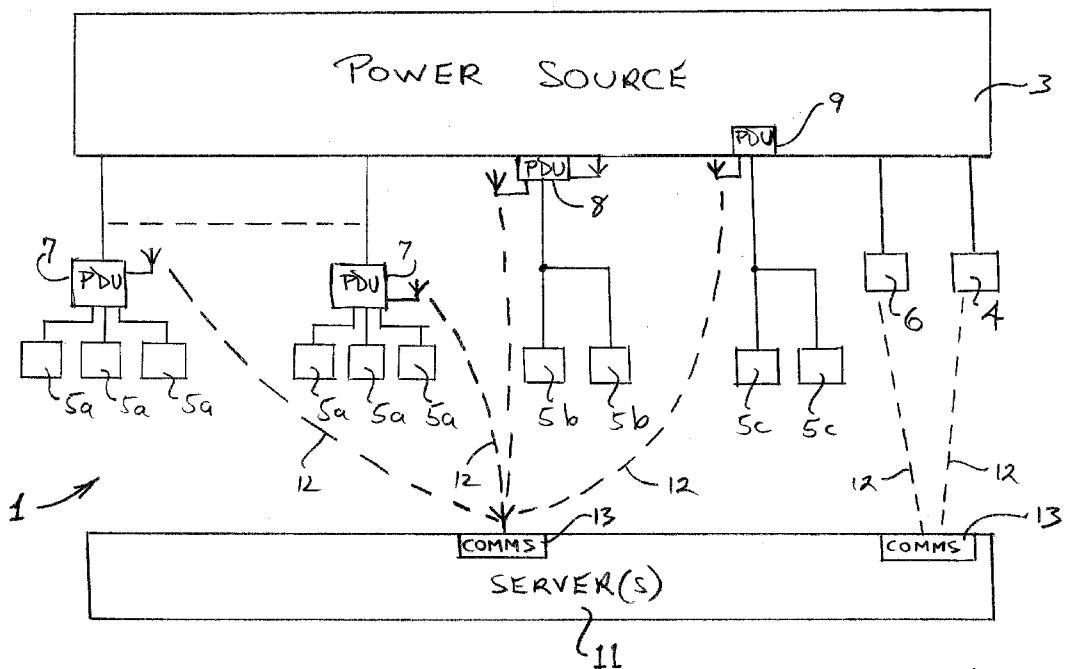 POWER SOURCE
3
PDU
9
PDU
8
7
PDU
7
PDU
6
4
5a 5a 5a
5a 5a 5a
5b 5b
5c 5c
12
12
12
12
12
1
COMMS
13
COMMS
13
SERVER(S)
11